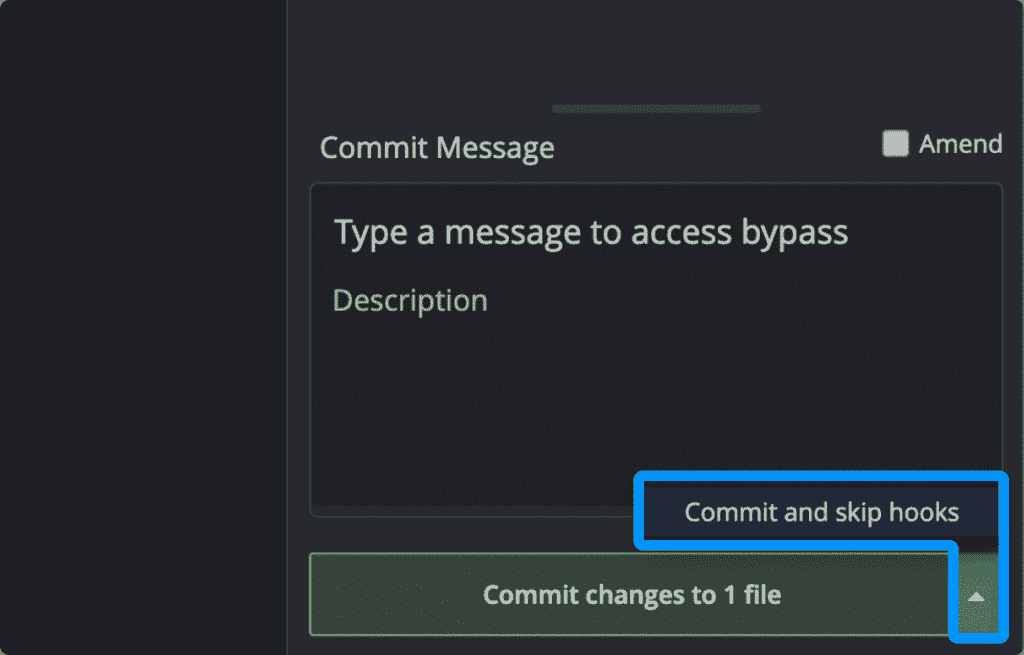 Commit Message
Amend
Type a message to access bypass
Description
Commit and skip hooks
Commit changes to 1 file